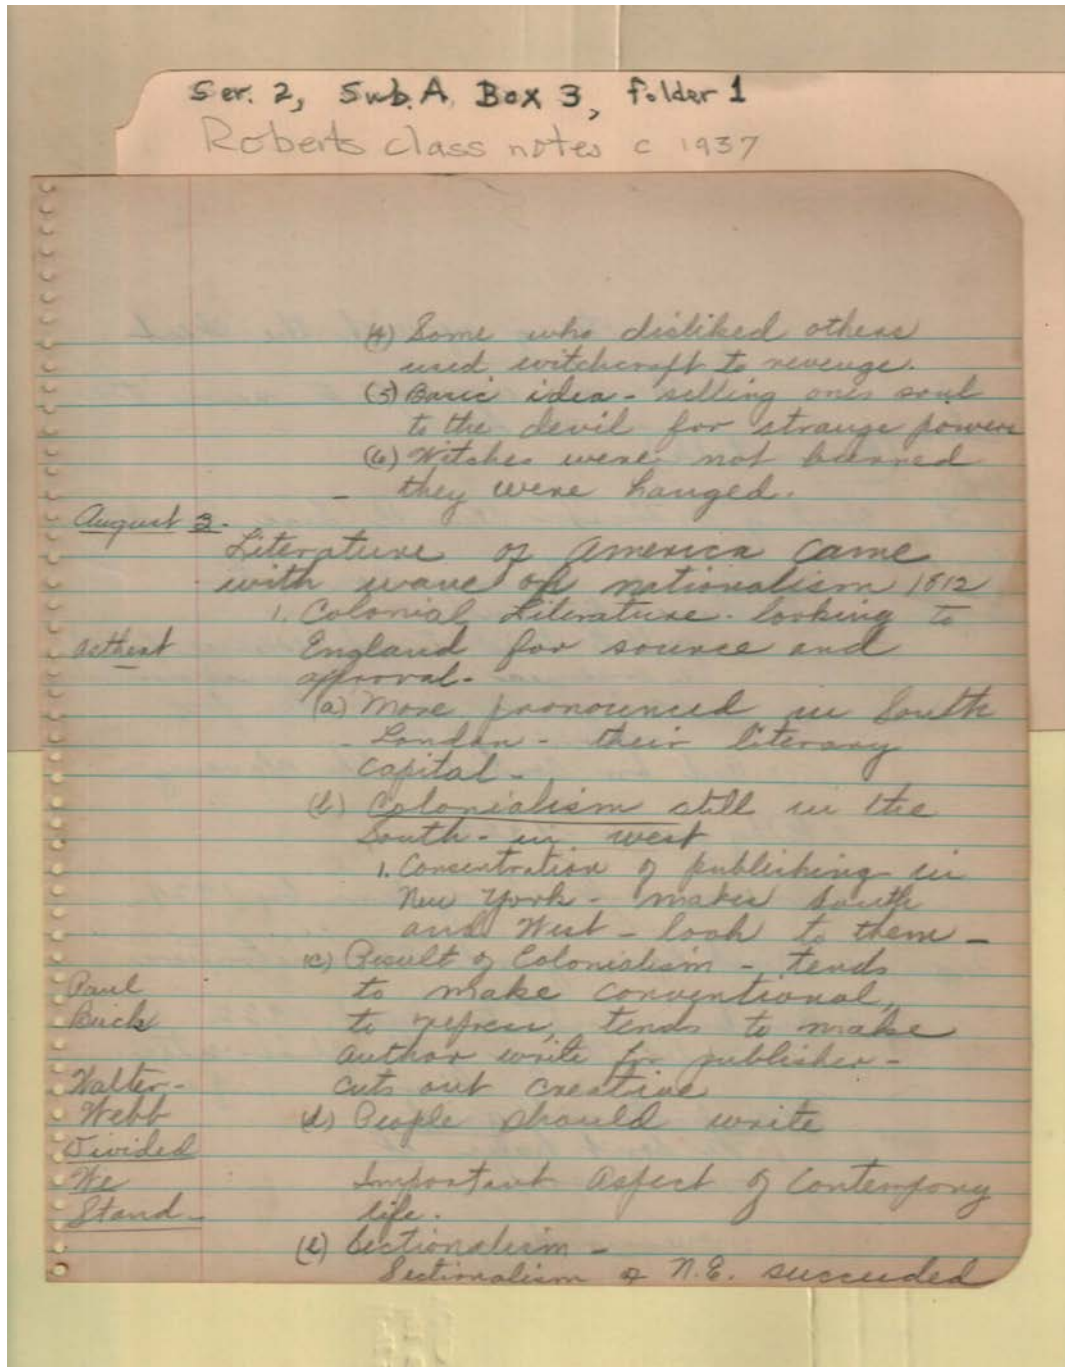 Ser. 2, Sub. A, Box 3, folder 1
Roberts class notes c 1937
(4) Some who disliked others
used witchcraft to revenge.
(5) Basic idea - selling ones soul
to the devil for strange powers
(6) Witches were not burned
- they were hanged.
August 3.
Literature of America came
with wave of nationalism 1812
1. Colonial Literature - looking to
England for source and
approval -
(a) More pronounced in South
- London - their literary
Capital -
(b) Colonialism still in the
South - in west
1. Concentration of publishing in
New York - makes South
and West - look to them -
(c) Result of Colonialism - tends
Paul
to make conventional,
Buck
to repress, tends to make
author write for publisher -
Walter -
cuts out creative
Webb
(d) People should write
Divided
We
Important Aspect of Contempory
Stand -
life.
(e) Sectionalism -
Sectionalism of N.E. succeeded